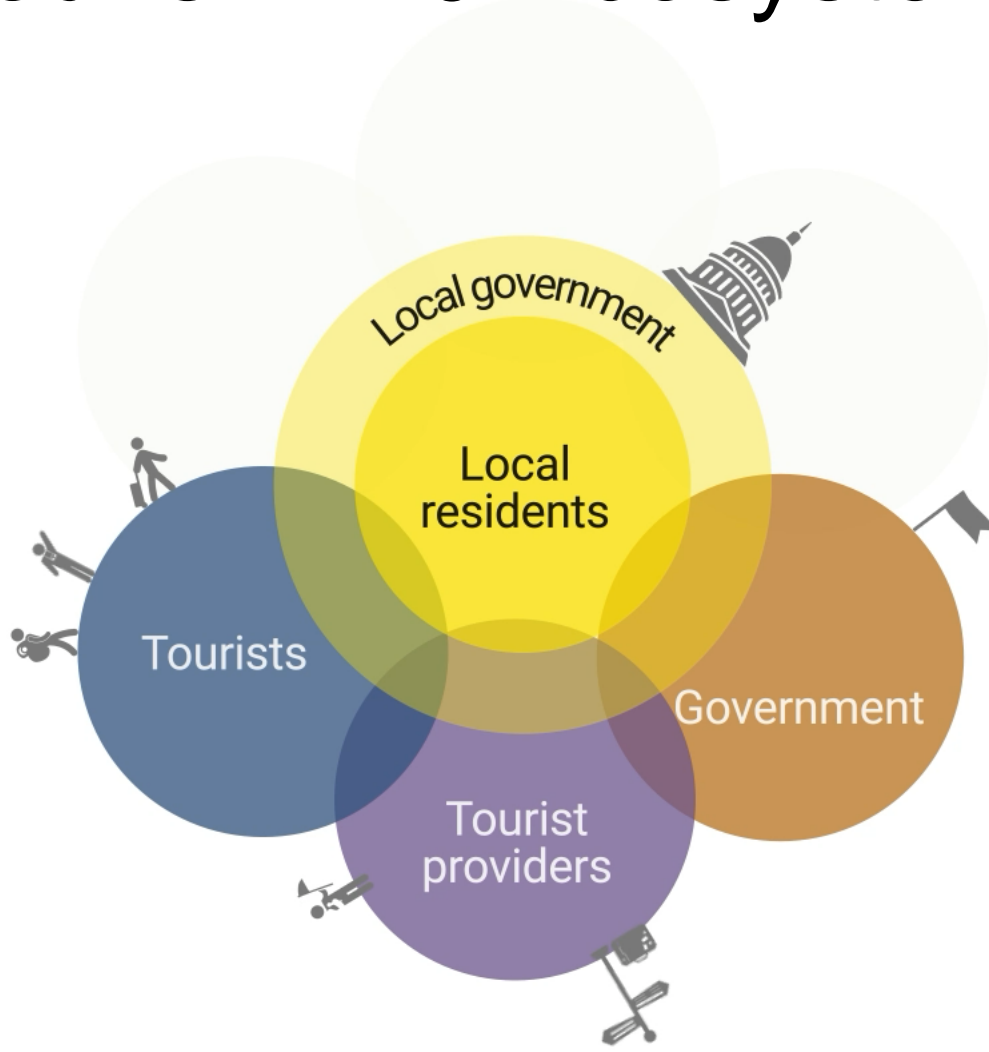 Local government
Local
residents
Tourists
Government
Tourist
providers